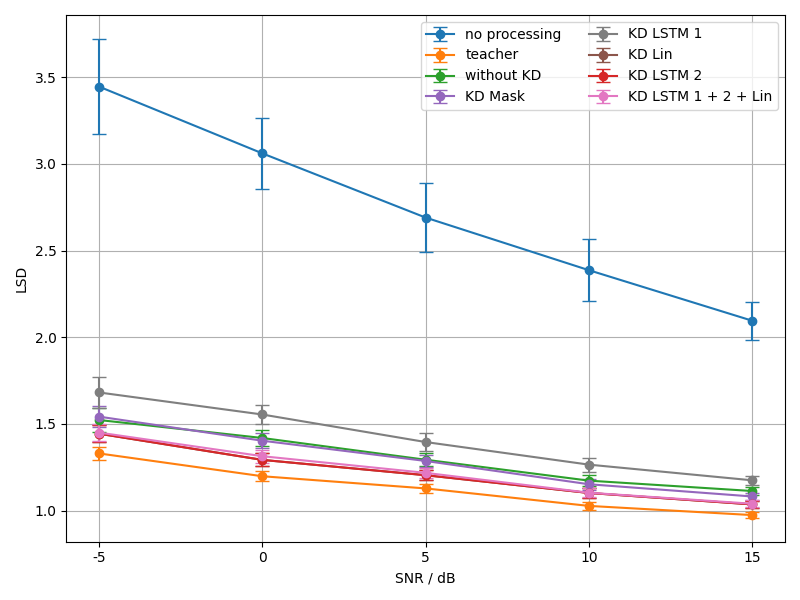 no processing
teacher
without KD
KD Mask
KD LSTM 1
KD Lin
KD LSTM 2
KD LSTM 1 + 2 + Lin
3.5
3.0
2.5
2.0
1.5
1.0
LSD
-5 0 5 10 15
SNR / dB